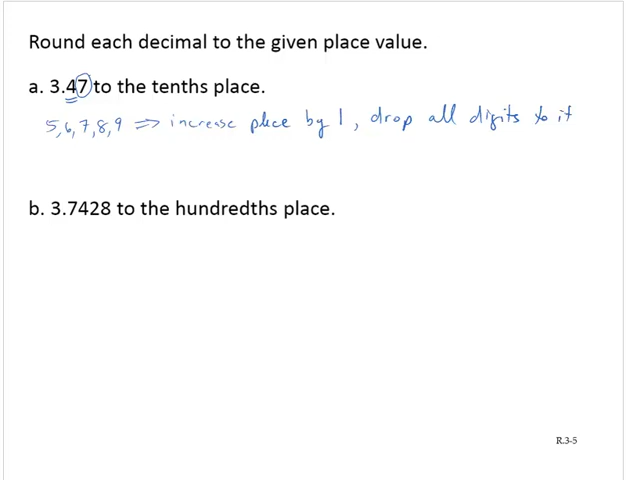 Round each decimal to the given place value.
a. 3.47 to the tenths place.
5,6,7,8,9 ⇒ increase place by 1, drop all digits to it
b. 3.7428 to the hundredths place.
R.3-5